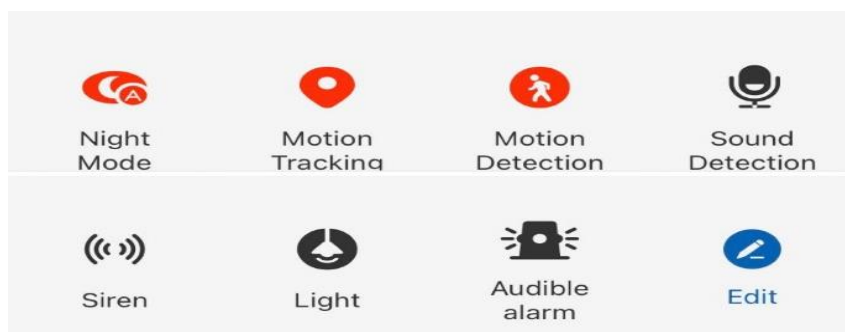 A
Night Motion Motion Sound
Mode Tracking Detection Detection
Siren Light Audible Edit
alarm